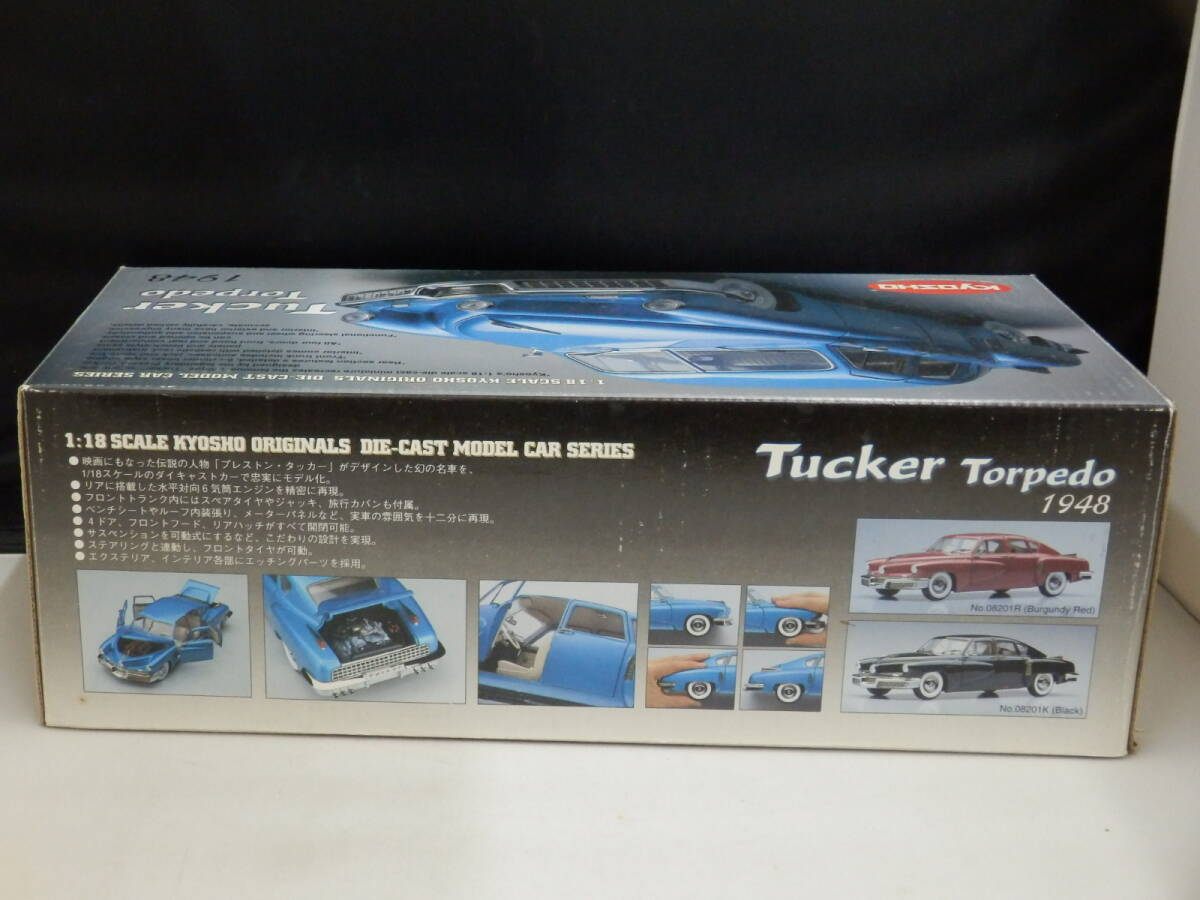 1948
Tucker
Torpedo
KYOSHO
1:18 SCALE KYOSHO ORIGINALS DIE-CAST MODEL CAR SERIES
1:18 SCALE KYOSHO ORIGINALS DIE-CAST MODEL CAR SERIES
● 映画にもなった伝説の人物「プレストン・タッカー」がデザインした幻の名車を、
1/18スケールのダイキャストカーで忠実にモデル化。
● リアに搭載した水平対向6気筒エンジンを精密に再現。
● フロントトランク内にはスペアタイヤやジャッキ、旅行カバンも付属。
● ベンチシートやルーフ内装張り、メーターパネルなど、実車の雰囲気を十二分に再現。
● 4ドア、フロントフード、リアハッチがすべて開閉可能。
● サスペンションを可動式にするなど、こだわりの設計を実現。
● ステアリングと連動し、フロントタイヤが可動。
● エクステリア、インテリア各部にエッチングパーツを採用。
Tucker Torpedo
1948
No.08201R (Burgundy Red)
No.08201K (Black)